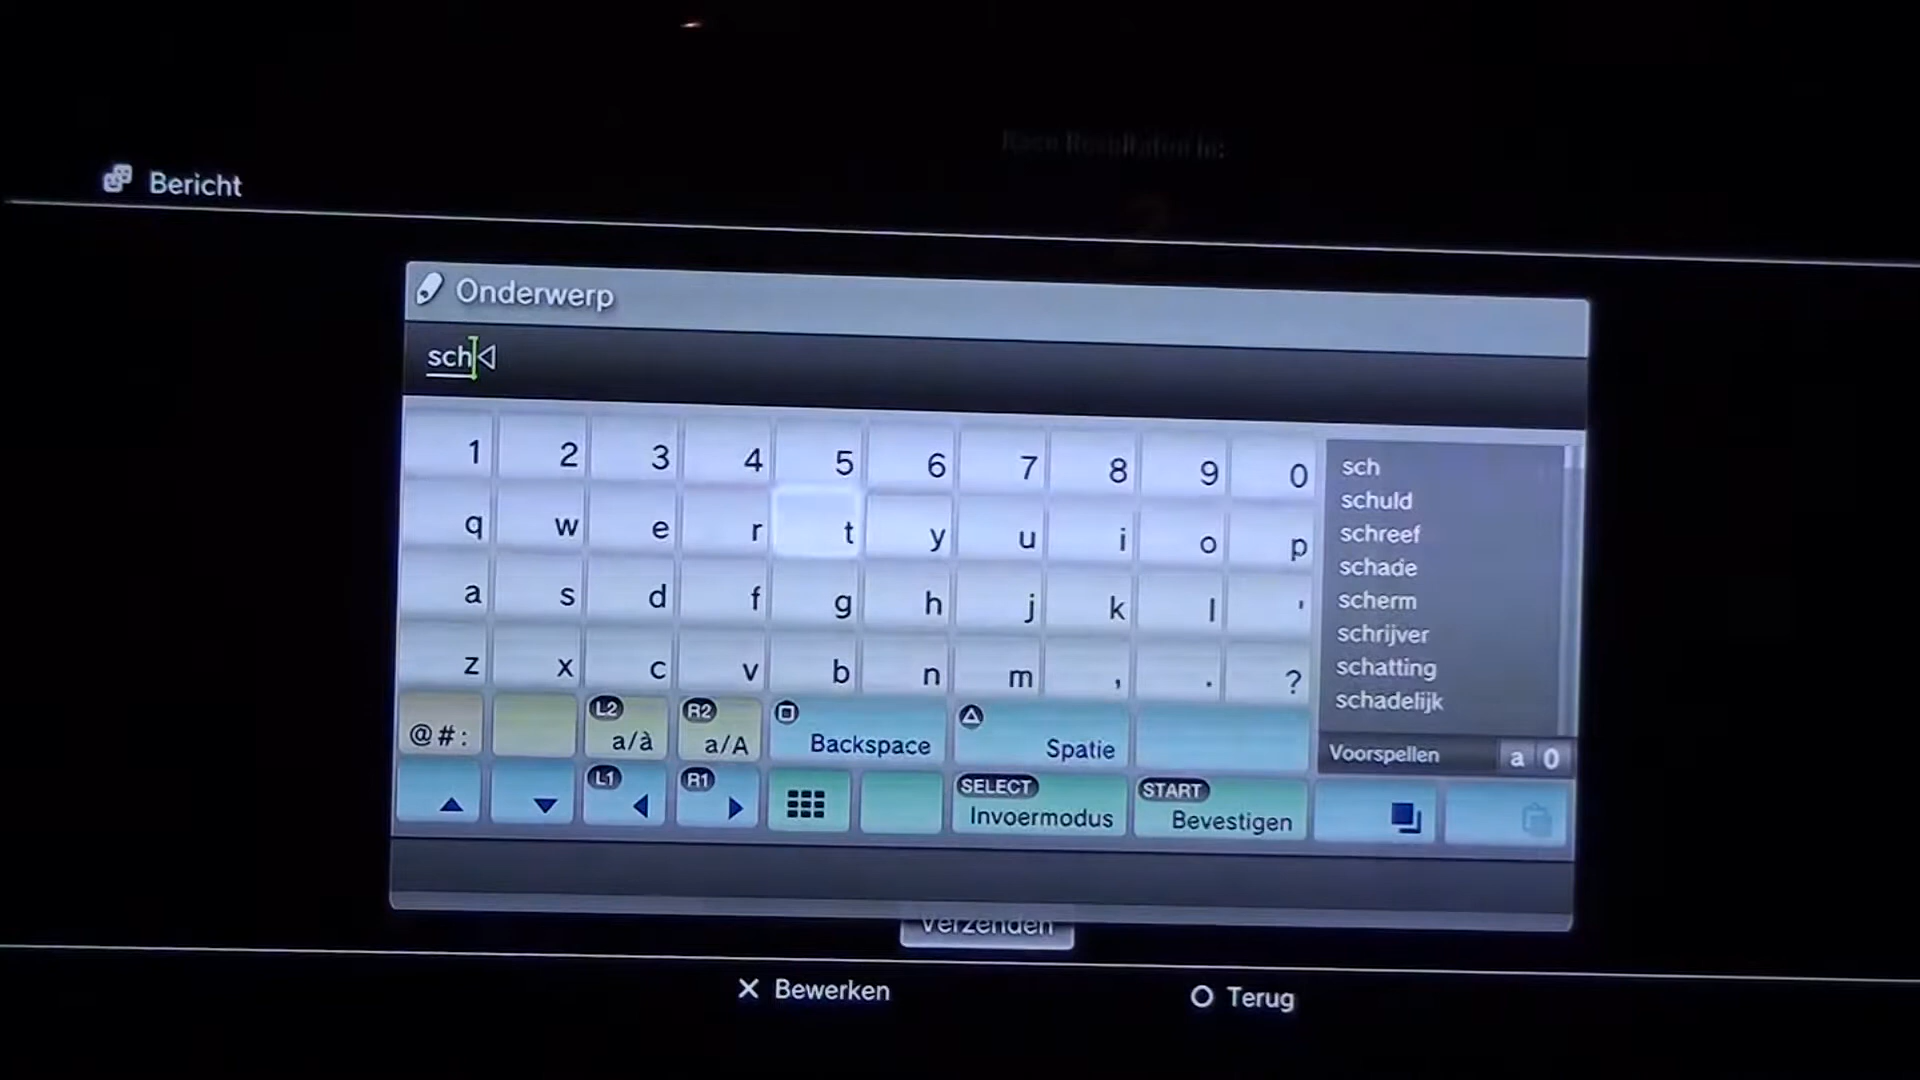 Bericht
Onderwerp
sch
1 2 3 4 5 6 7 8 9 0
q w e r t y u i o p
a s d f g h j k l '
z x c v b n m , . ?
sch
schuld
schreef
schade
scherm
schrijver
schatting
schadelijk
@#: L2 a/à R2 a/A Backspace Spatie
Voorspellen a 0
L1 R1 SELECT Invoermodus START Bevestigen
Verzenden
Bewerken Terug